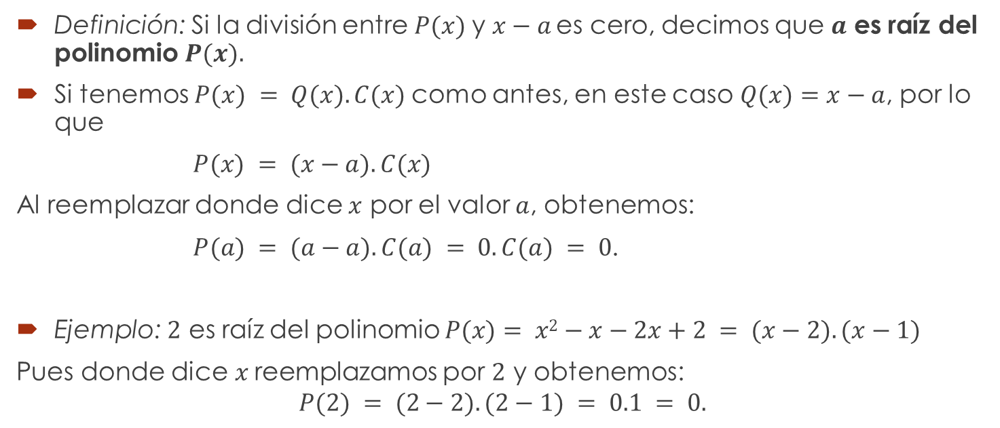 Definición: Si la división entre P(x) y x − a es cero, decimos que a es raíz del
polinomio P(x).
Si tenemos P(x) = Q(x).C(x) como antes, en este caso Q(x) = x − a, por lo
que
P(x) = (x − a).C(x)
Al reemplazar donde dice x por el valor a, obtenemos:
P(a) = (a − a).C(a) = 0.C(a) = 0.
Ejemplo: 2 es raíz del polinomio P(x) = x² − x − 2x + 2 = (x − 2).(x − 1)
Pues donde dice x reemplazamos por 2 y obtenemos:
P(2) = (2 − 2).(2 − 1) = 0.1 = 0.